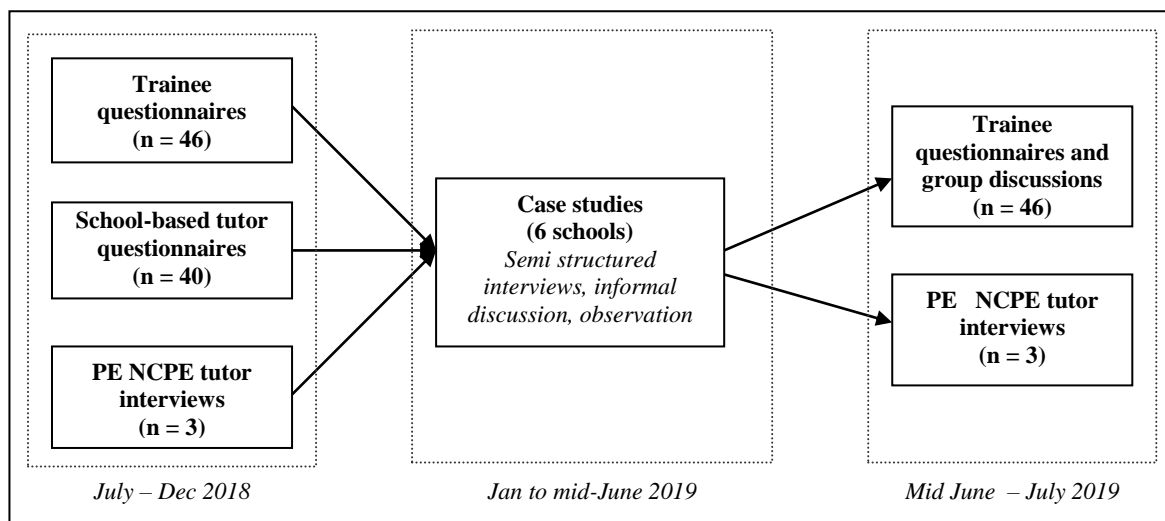 Trainee
questionnaires
(n = 46)
School-based tutor
questionnaires
(n = 40)
PE NCPE tutor
interviews
(n = 3)
July – Dec 2018
Case studies
(6 schools)
Semi structured
interviews, informal
discussion, observation
Jan to mid-June 2019
Trainee
questionnaires and
group discussions
(n = 46)
PE   NCPE tutor
interviews
(n = 3)
Mid June  – July 2019